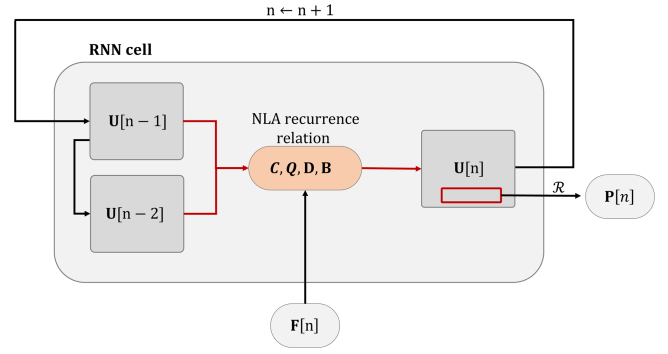 n ← n + 1
RNN cell
U[n − 1]
NLA recurrence
relation
C, Q, D, B
U[n]
ℛ
P[n]
U[n − 2]
F[n]